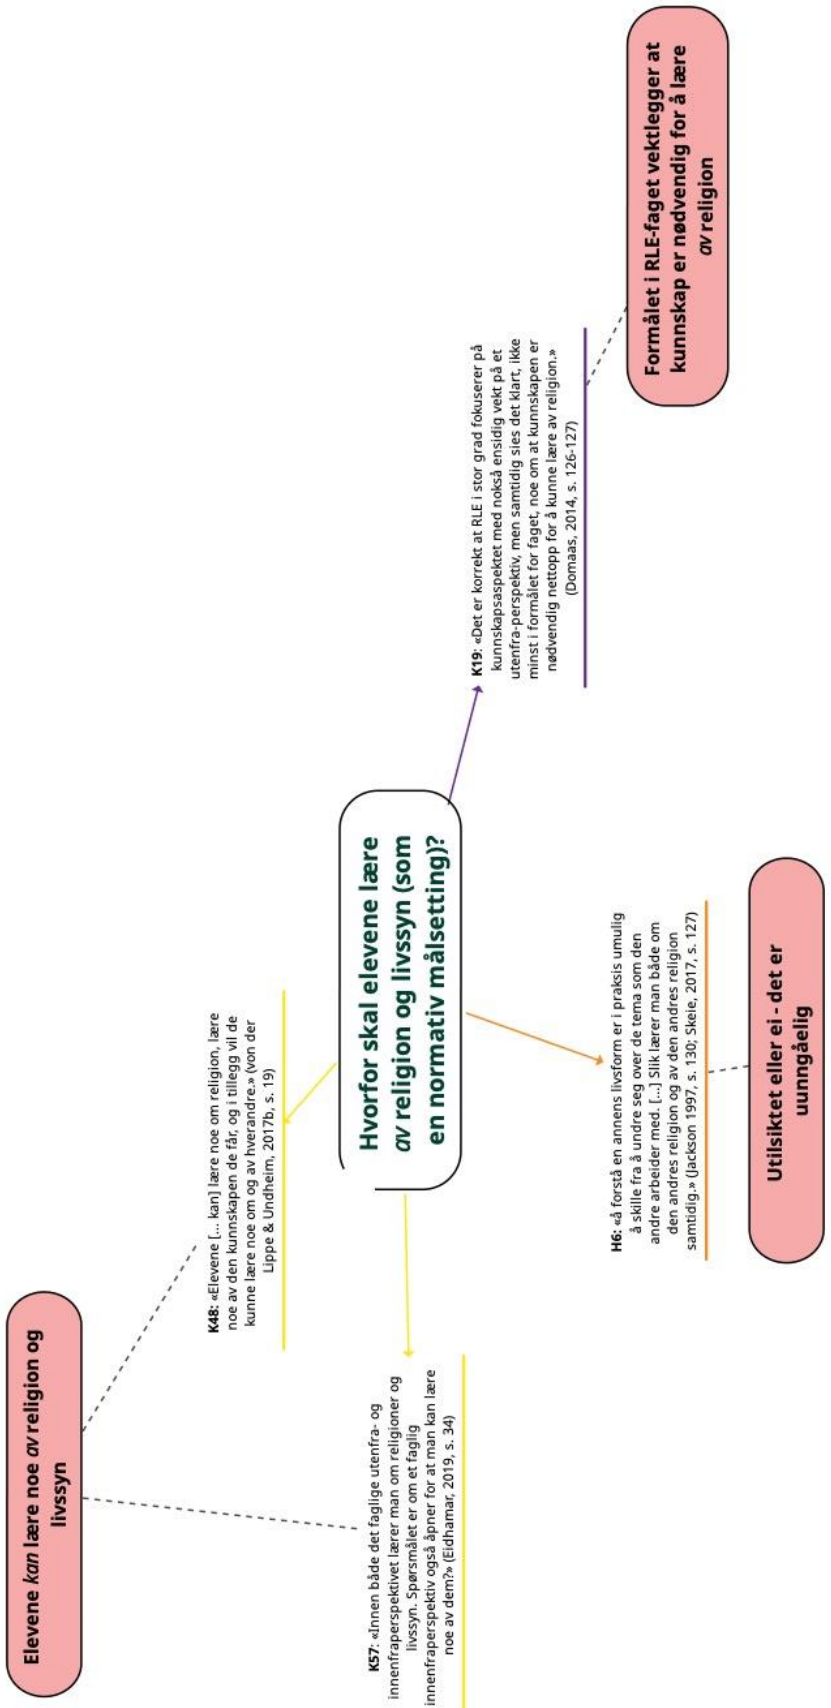 Elevene kan lære noe av religion og
livssyn
K57: «Innen både det faglige utenfra- og
innenfraperspektivet lærer man om religioner og
livssyn. Spørsmålet er om et faglig
innenfraperspektiv også åpner for at man kan lære
noe av dem?» (Eidhamar, 2019, s. 34)
K48: «Elevene [... kan] lære noe om religion, lære
noe av den kunnskapen de får, og i tillegg vil de
kunne lære noe om og av hverandre.» (von der
Lippe & Undheim, 2017b, s. 19)
Hvorfor skal elevene lære
av religion og livssyn (som
en normativ målsetting)?
H6: «å forstå en annens livsform er i praksis umulig
å skille fra å undre seg over de tema som den
andre arbeider med. [...] Slik lærer man både om
den andres religion og av den andres religion
samtidig.» (Jackson 1997, s. 130; Skeie, 2017, s. 127)
Utilsiktet eller ei - det er
uunngåelig
K19: «Det er korrekt at RLE i stor grad fokuserer på
kunnskapsaspektet med nokså ensidig vekt på et
utenfra-perspektiv, men samtidig sies det klart, ikke
minst i formålet for faget, noe om at kunnskapen er
nødvendig nettopp for å kunne lære av religion.»
(Domaas, 2014, s. 126-127)
Formålet i RLE-faget vektlegger at
kunnskap er nødvendig for å lære
av religion